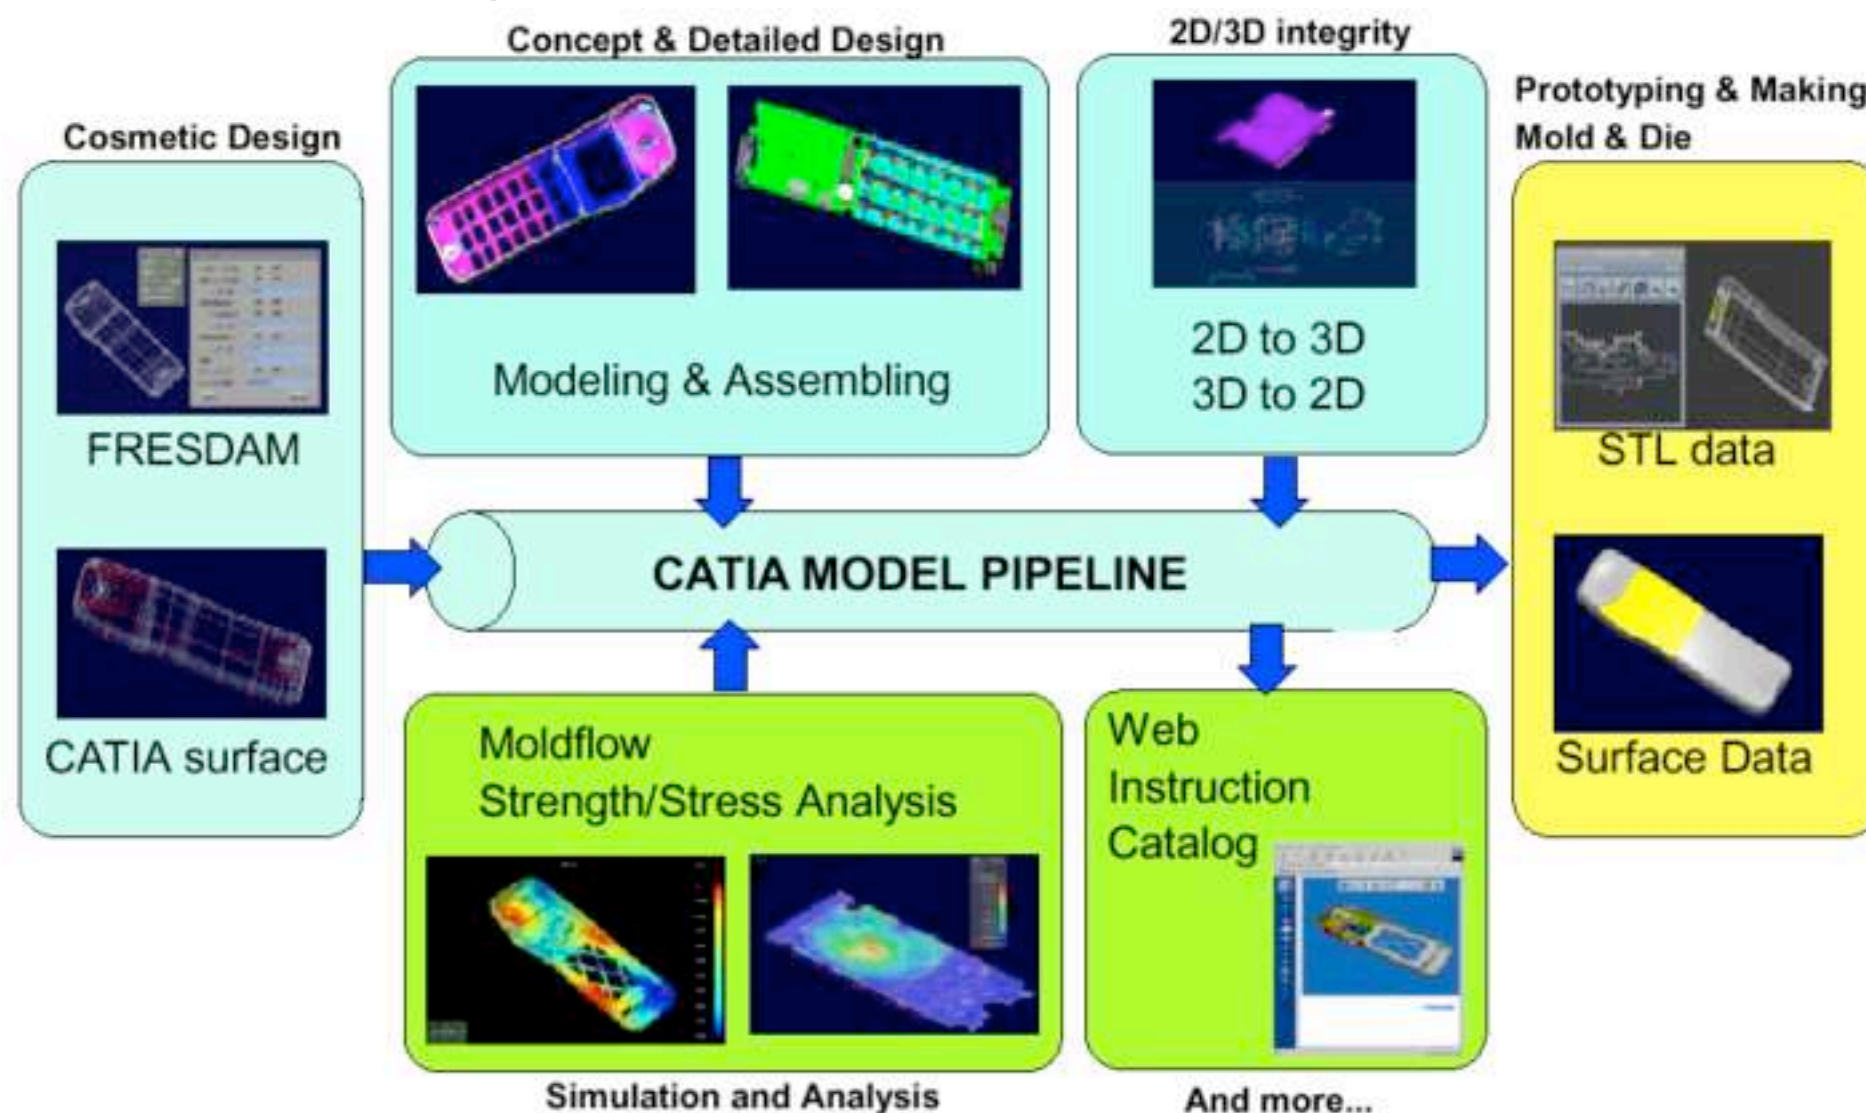 Concept & Detailed Design
2D/3D integrity
Prototyping & Making
Mold & Die
Cosmetic Design
FRESDAM
CATIA surface
Modeling & Assembling
2D to 3D
3D to 2D
STL data
Surface Data
CATIA MODEL PIPELINE
Moldflow
Strength/Stress Analysis
Web
Instruction
Catalog
Simulation and Analysis
And more...